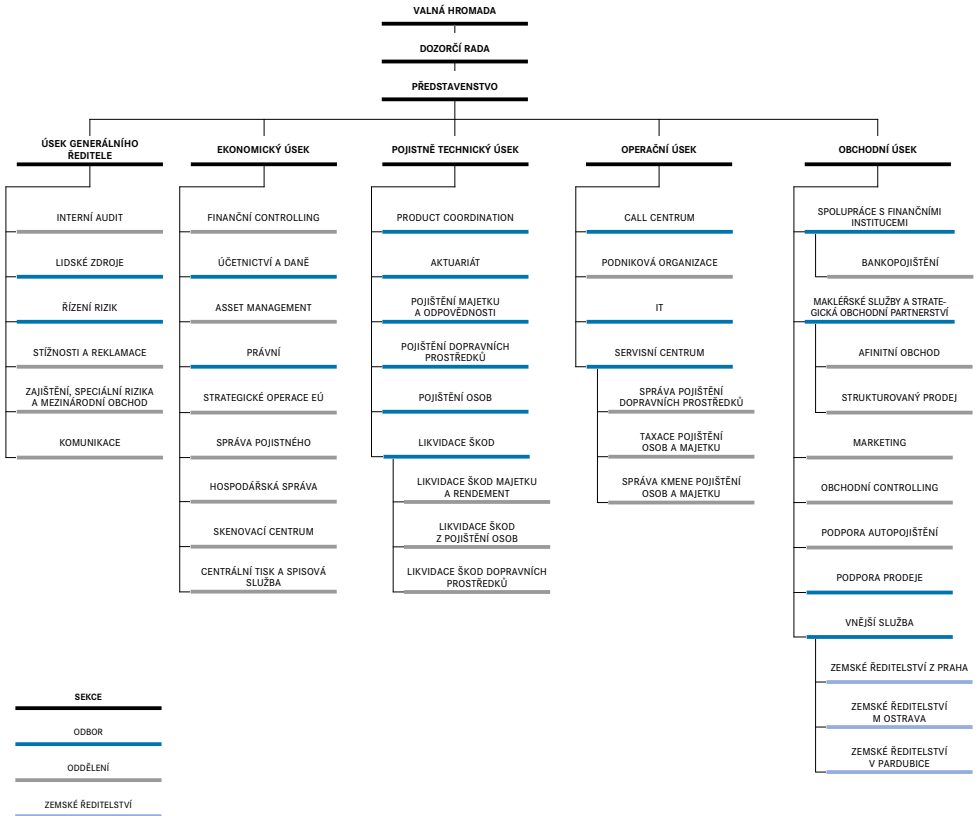 VALNÁ HROMADA
DOZORČÍ RADA
PŘEDSTAVENSTVO
ÚSEK GENERÁLNÍHO
ŘEDITELE
INTERNÍ AUDIT
LIDSKÉ ZDROJE
ŘÍZENÍ RIZIK
STÍŽNOSTI A REKLAMACE
ZAJIŠTĚNÍ, SPECIÁLNÍ RIZIKA
A MEZINÁRODNÍ OBCHOD
KOMUNIKACE
EKONOMICKÝ ÚSEK
FINANČNÍ CONTROLLING
ÚČETNICTVÍ A DANĚ
ASSET MANAGEMENT
PRÁVNÍ
STRATEGICKÉ OPERACE EÚ
SPRÁVA POJISTNÉHO
HOSPODÁŘSKÁ SPRÁVA
SKENOVACÍ CENTRUM
CENTRÁLNÍ TISK A SPISOVÁ
SLUŽBA
POJISTNĚ TECHNICKÝ ÚSEK
PRODUCT COORDINATION
AKTUARIÁT
POJIŠTĚNÍ MAJETKU
A ODPOVĚDNOSTI
POJIŠTĚNÍ DOPRAVNÍCH
PROSTŘEDKŮ
POJIŠTĚNÍ OSOB
LIKVIDACE ŠKOD
LIKVIDACE ŠKOD MAJETKU
A RENDEMENT
LIKVIDACE ŠKOD
Z POJIŠTĚNÍ OSOB
LIKVIDACE ŠKOD DOPRAVNÍCH
PROSTŘEDKŮ
OPERAČNÍ ÚSEK
CALL CENTRUM
PODNIKOVÁ ORGANIZACE
IT
SERVISNÍ CENTRUM
SPRÁVA POJIŠTĚNÍ
DOPRAVNÍCH PROSTŘEDKŮ
TAXACE POJIŠTĚNÍ
OSOB A MAJETKU
SPRÁVA KMENE POJIŠTĚNÍ
OSOB A MAJETKU
OBCHODNÍ ÚSEK
SPOLUPRÁCE S FINANČNÍMI
INSTITUCEMI
BANKOPOJIŠTĚNÍ
MAKLÉŘSKÉ SLUŽBY A STRATE-
GICKÁ OBCHODNÍ PARTNERSTVÍ
AFINITNÍ OBCHOD
STRUKTUROVANÝ PRODEJ
MARKETING
OBCHODNÍ CONTROLLING
PODPORA AUTOPOJIŠTĚNÍ
PODPORA PRODEJE
VNĚJŠÍ SLUŽBA
ZEMSKÉ ŘEDITELSTVÍ Z PRAHA
ZEMSKÉ ŘEDITELSTVÍ
M OSTRAVA
ZEMSKÉ ŘEDITELSTVÍ
V PARDUBICE
SEKCE
ODBOR
ODDĚLENÍ
ZEMSKÉ ŘEDITELSTVÍ